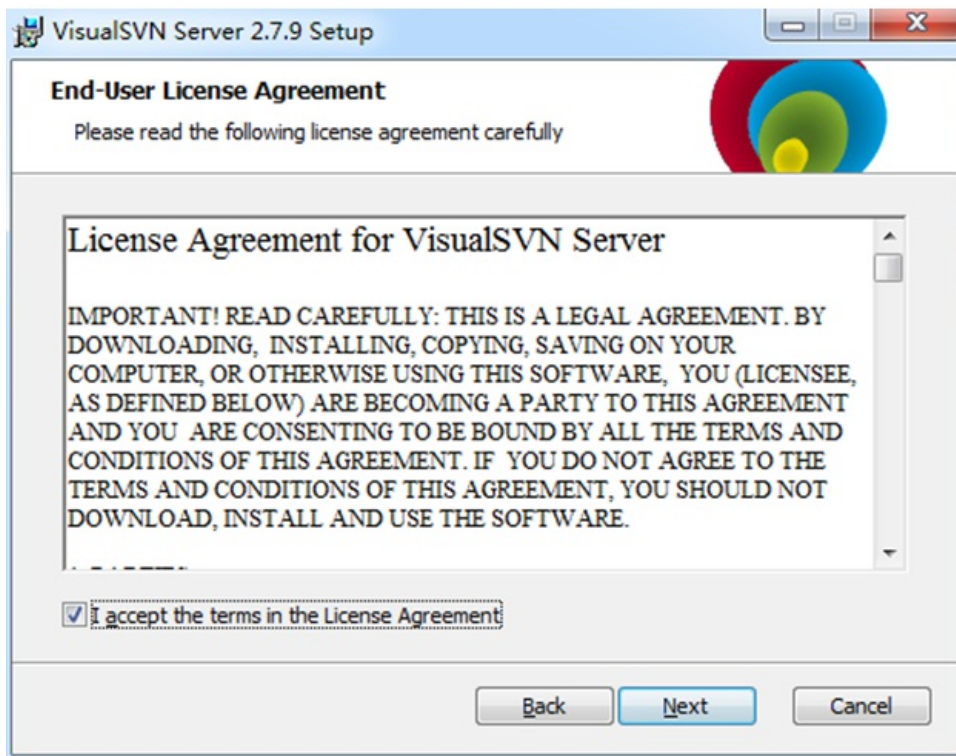 VisualSVN Server 2.7.9 Setup
End-User License Agreement
Please read the following license agreement carefully
License Agreement for VisualSVN Server
IMPORTANT! READ CAREFULLY: THIS IS A LEGAL AGREEMENT. BY
DOWNLOADING, INSTALLING, COPYING, SAVING ON YOUR
COMPUTER, OR OTHERWISE USING THIS SOFTWARE, YOU (LICENSEE,
AS DEFINED BELOW) ARE BECOMING A PARTY TO THIS AGREEMENT
AND YOU ARE CONSENTING TO BE BOUND BY ALL THE TERMS AND
CONDITIONS OF THIS AGREEMENT. IF YOU DO NOT AGREE TO THE
TERMS AND CONDITIONS OF THIS AGREEMENT, YOU SHOULD NOT
DOWNLOAD, INSTALL AND USE THE SOFTWARE.
I accept the terms in the License Agreement
Back Next Cancel